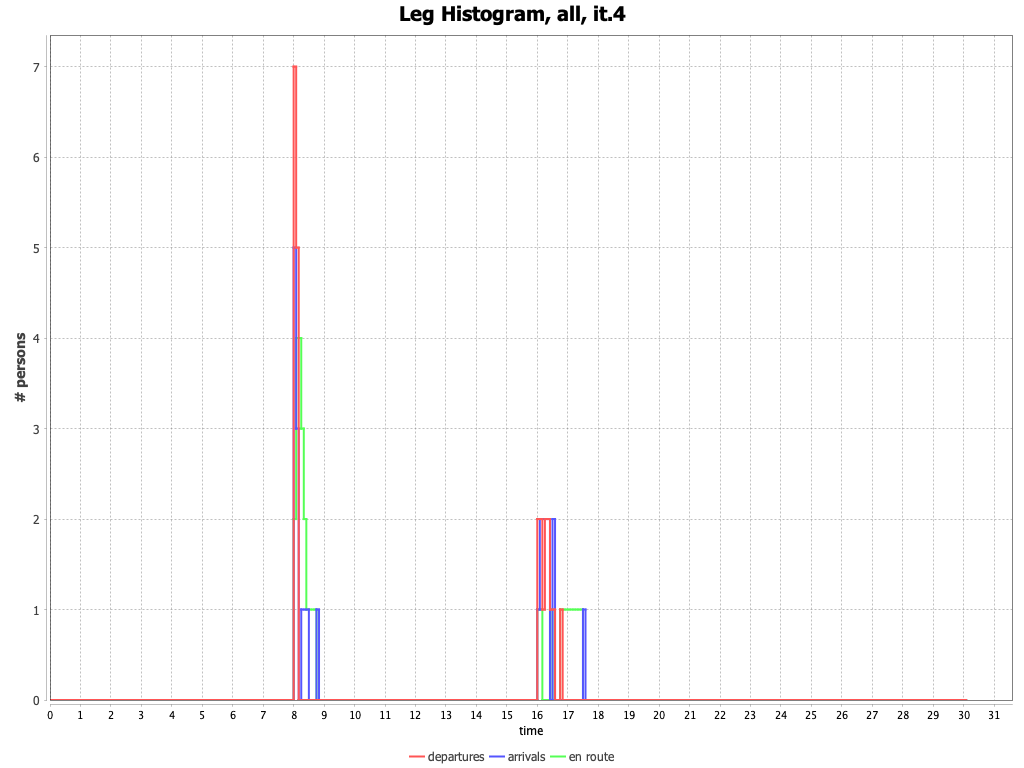 Leg Histogram, all, it.4
# persons
7
6
5
4
3
2
1
0
0 1 2 3 4 5 6 7 8 9 10 11 12 13 14 15 16 17 18 19 20 21 22 23 24 25 26 27 28 29 30 31
time
departures arrivals en route